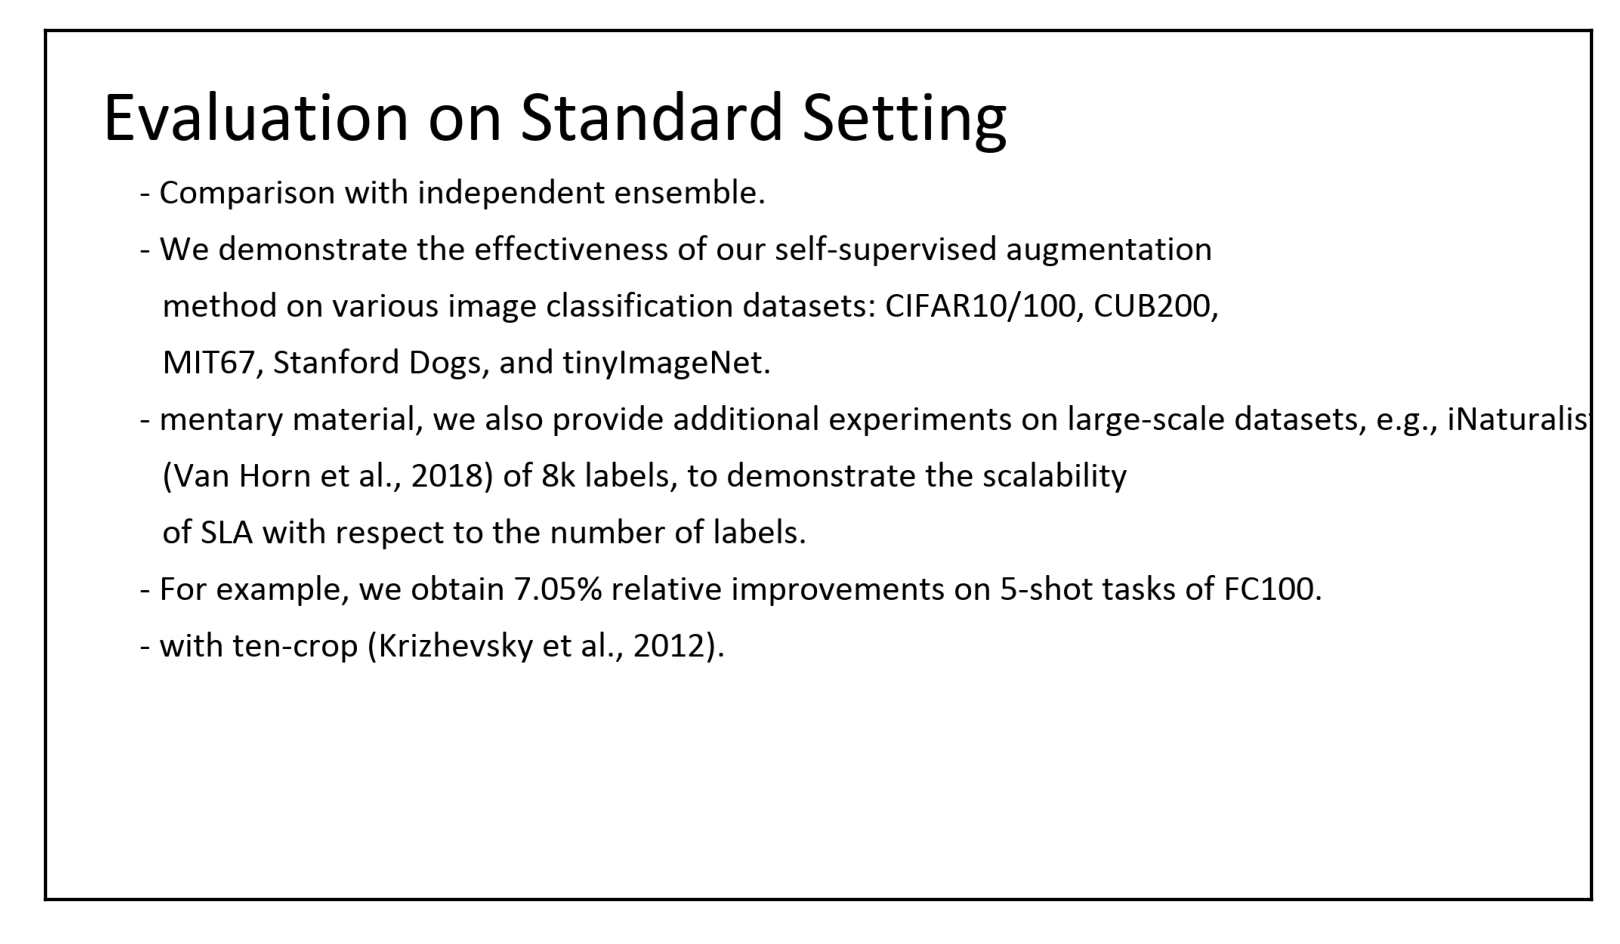 Evaluation on Standard Setting
- Comparison with independent ensemble.
- We demonstrate the effectiveness of our self-supervised augmentation
method on various image classification datasets: CIFAR10/100, CUB200,
MIT67, Stanford Dogs, and tinyImageNet.
- mentary material, we also provide additional experiments on large-scale datasets, e.g., iNaturalis
(Van Horn et al., 2018) of 8k labels, to demonstrate the scalability
of SLA with respect to the number of labels.
- For example, we obtain 7.05% relative improvements on 5-shot tasks of FC100.
- with ten-crop (Krizhevsky et al., 2012).